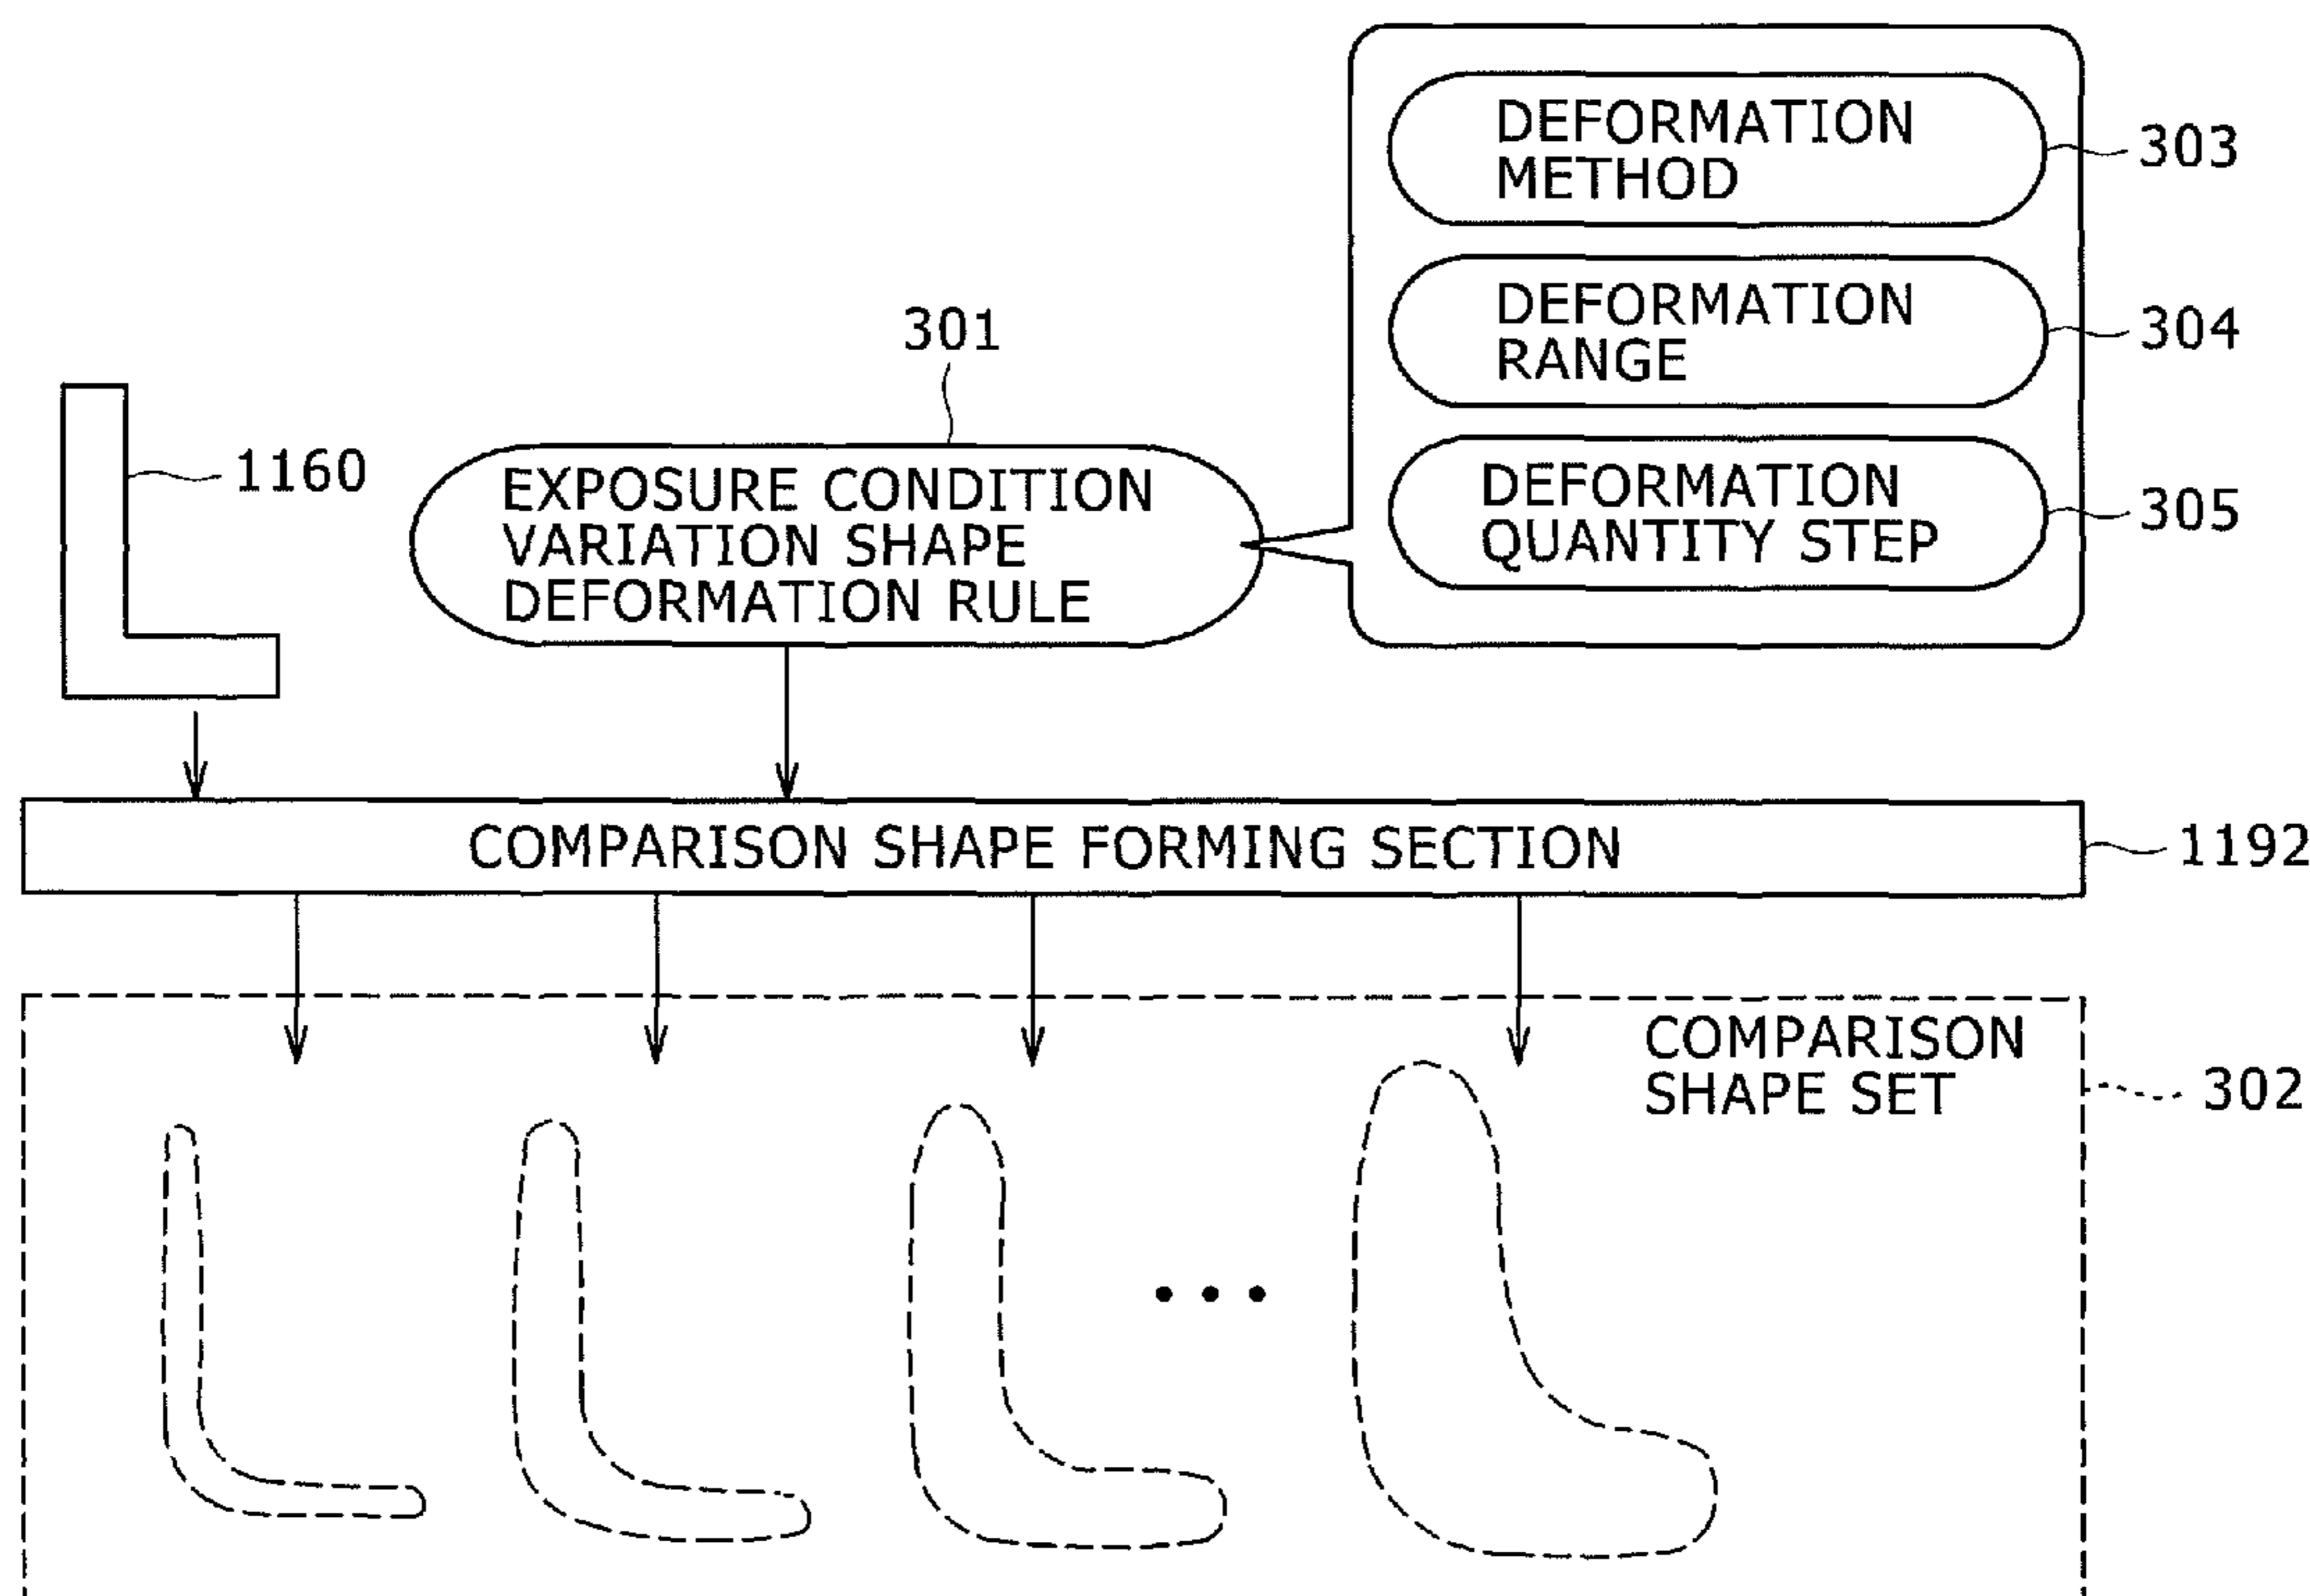 DEFORMATION
METHOD
303
DEFORMATION
RANGE
304
301
DEFORMATION
QUANTITY STEP
305
1160
EXPOSURE CONDITION
VARIATION SHAPE
DEFORMATION RULE
COMPARISON SHAPE FORMING SECTION
1192
COMPARISON
SHAPE SET
302